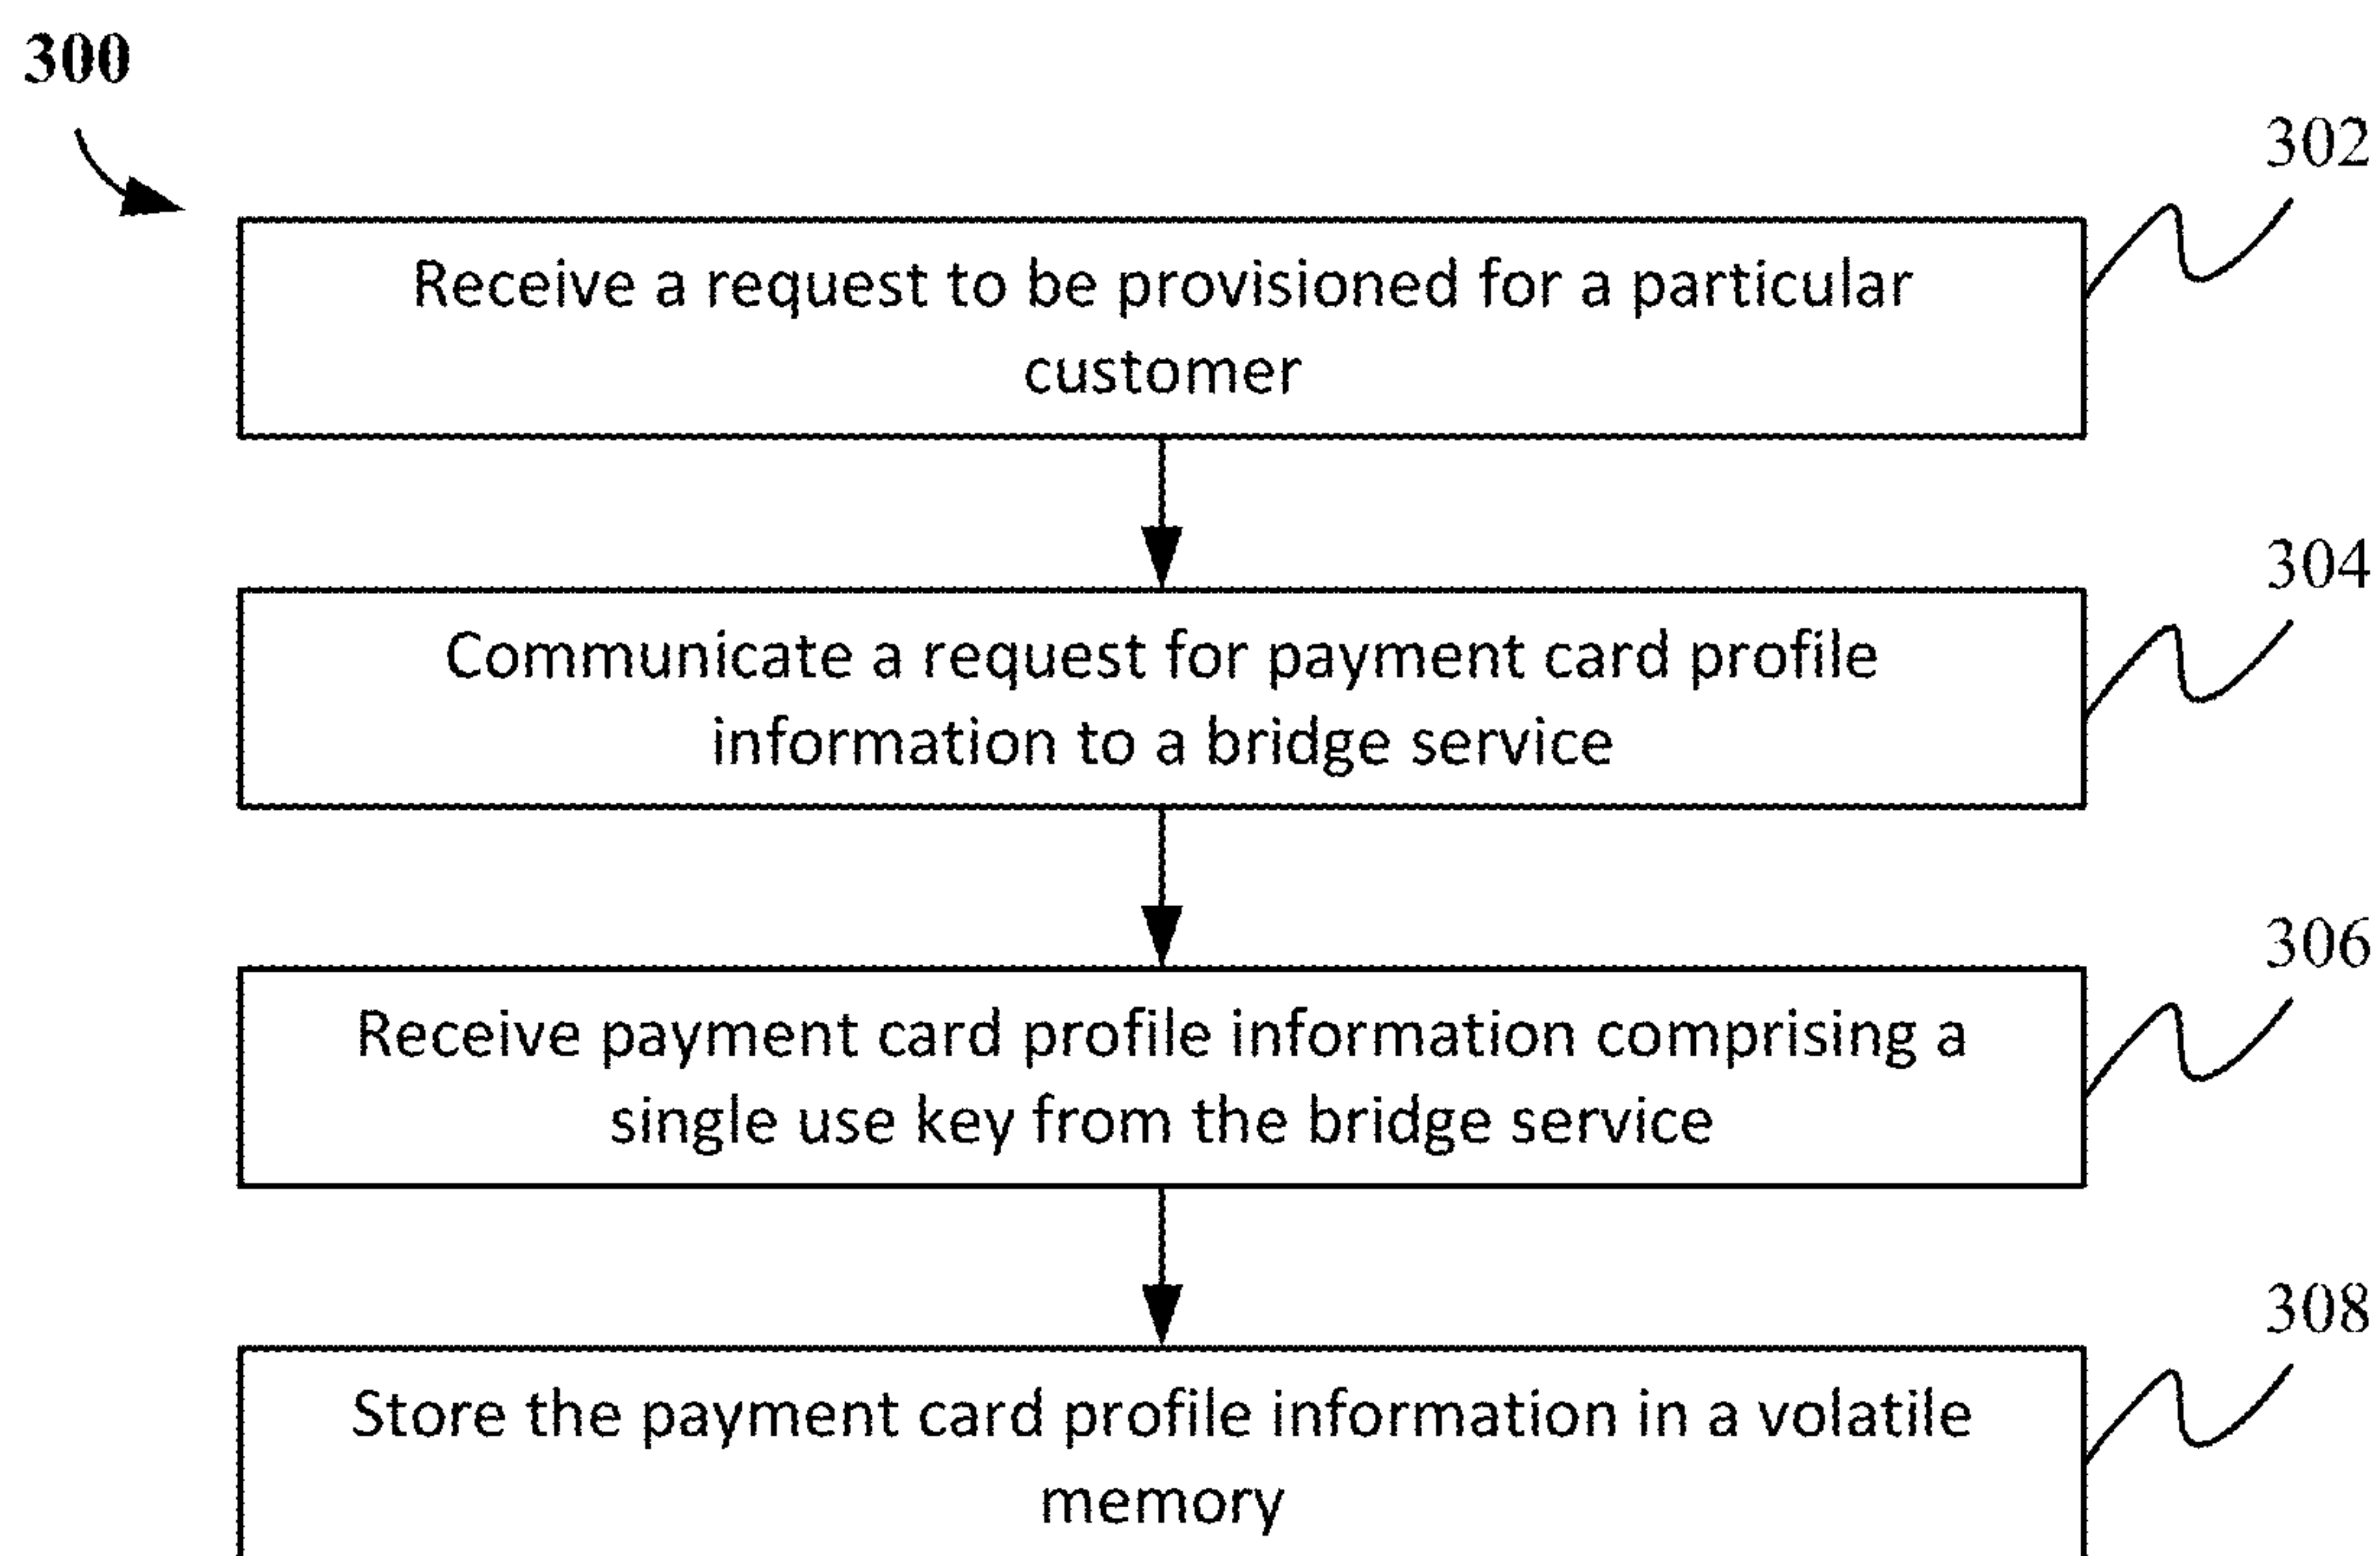 300
302
Receive a request to be provisioned for a particular
customer
304
Communicate a request for payment card profile
information to a bridge service
306
Receive payment card profile information comprising a
single use key from the bridge service
308
Store the payment card profile information in a volatile
memory